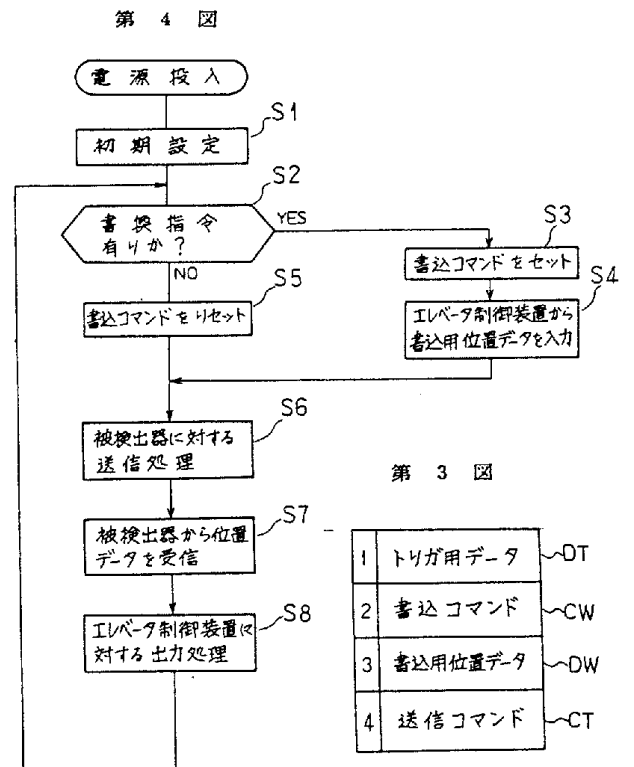 第 4 図
電源投入
S1
初期設定
S2
書換指令
有りか?
YES
NO
S3
書込コマンドをセット
S4
エレベータ制御装置から
書込用位置データを入力
S5
書込コマンドをリセット
S6
被検出器に対する
送信処理
S7
被検出器から位置
データを受信
S8
エレベータ制御装置に
対する出力処理
第 3 図
1 トリガ用データ DT
2 書込コマンド CW
3 書込用位置データ DW
4 送信コマンド CT